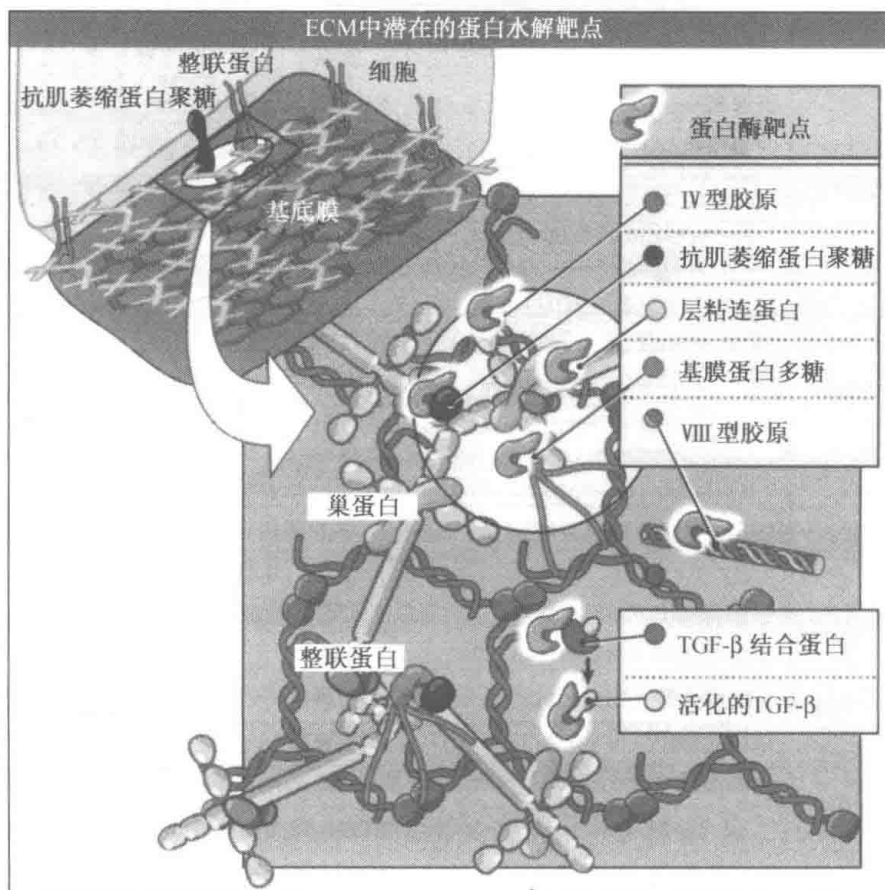 ECM中潜在的蛋白水解靶点
整联蛋白
细胞
抗肌萎缩蛋白聚糖
基底膜
蛋白酶靶点
IV型胶原
抗肌萎缩蛋白聚糖
层粘连蛋白
基膜蛋白多糖
VIII型胶原
巢蛋白
整联蛋白
TGF-β结合蛋白
活化的TGF-β